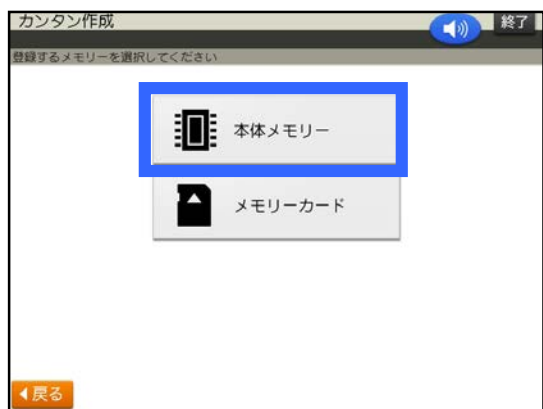 カンタン作成
終了
登録するメモリーを選択してください
本体メモリー
メモリーカード
戻る